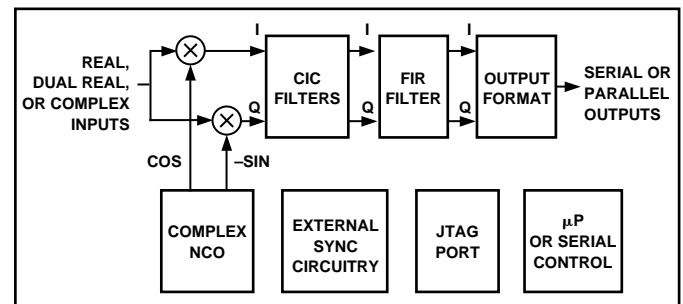 I
I
I
REAL,
DUAL REAL,
OR COMPLEX
INPUTS
CIC
FILTERS
FIR
FILTER
OUTPUT
FORMAT
SERIAL OR
PARALLEL
OUTPUTS
Q
Q
Q
COS
–SIN
COMPLEX
NCO
EXTERNAL
SYNC
CIRCUITRY
JTAG
PORT
μP
OR SERIAL
CONTROL